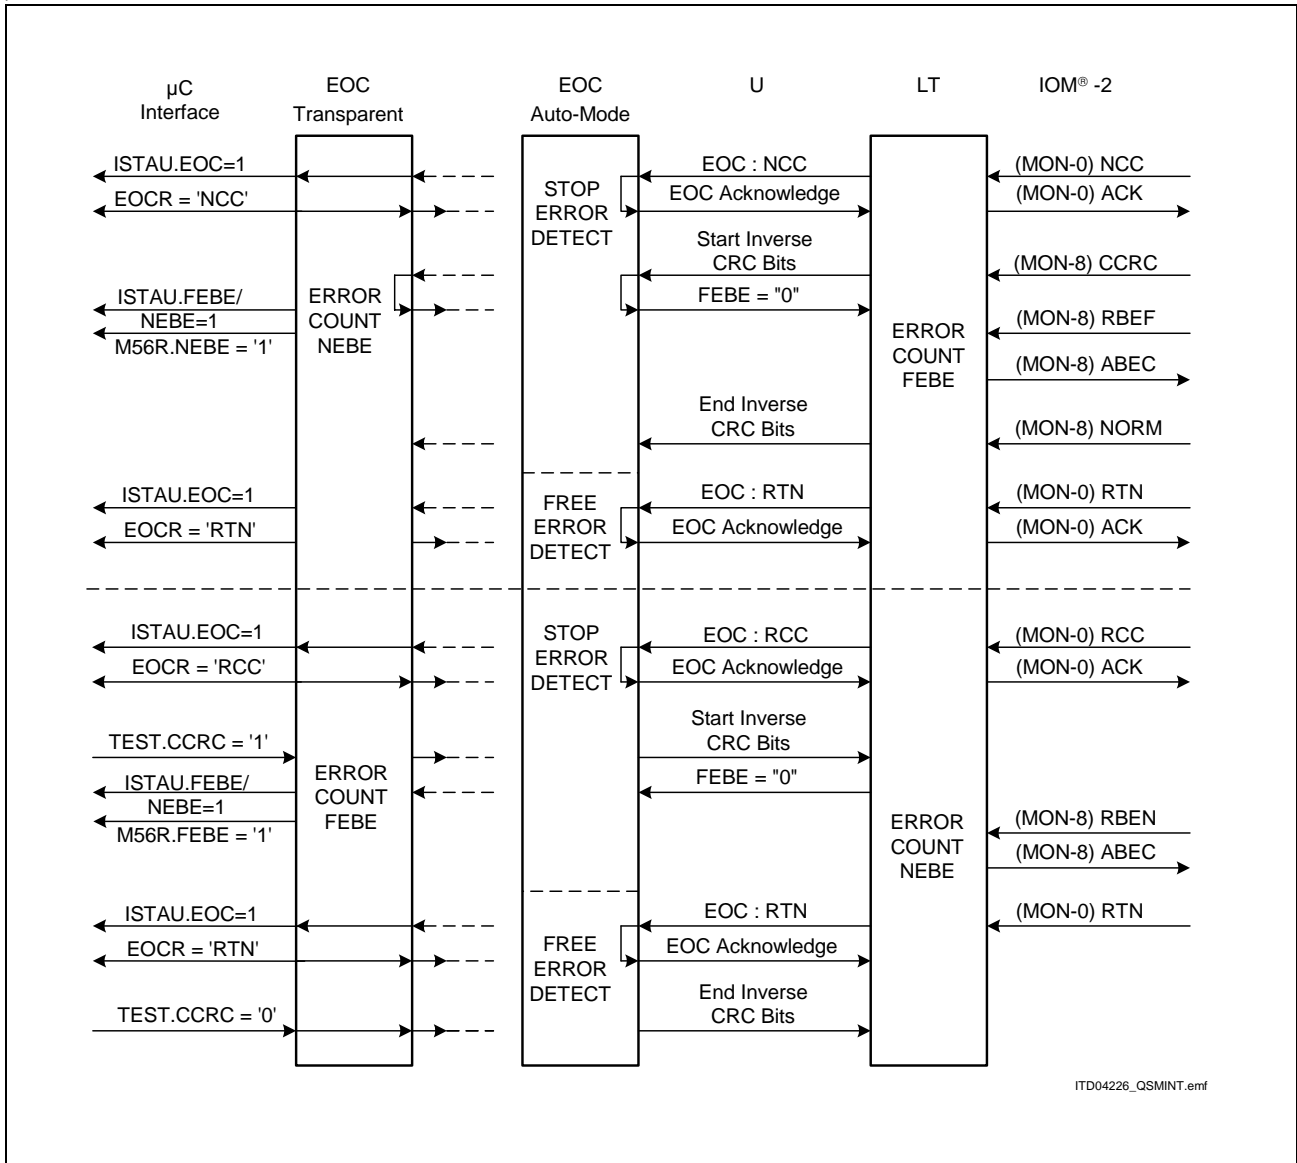 µC
Interface
EOC
Transparent
EOC
Auto-Mode
U
LT
IOM® -2
ISTAU.EOC=1
EOCR = 'NCC'
STOP
ERROR
DETECT
EOC : NCC
EOC Acknowledge
(MON-0) NCC
(MON-0) ACK
Start Inverse
CRC Bits
FEBE = "0"
(MON-8) CCRC
ISTAU.FEBE/
NEBE=1
M56R.NEBE = '1'
ERROR
COUNT
NEBE
ERROR
COUNT
FEBE
(MON-8) RBEF
(MON-8) ABEC
End Inverse
CRC Bits
(MON-8) NORM
ISTAU.EOC=1
EOCR = 'RTN'
FREE
ERROR
DETECT
EOC : RTN
EOC Acknowledge
(MON-0) RTN
(MON-0) ACK
ISTAU.EOC=1
EOCR = 'RCC'
STOP
ERROR
DETECT
EOC : RCC
EOC Acknowledge
(MON-0) RCC
(MON-0) ACK
TEST.CCRC = '1'
ISTAU.FEBE/
NEBE=1
M56R.FEBE = '1'
ERROR
COUNT
FEBE
Start Inverse
CRC Bits
FEBE = "0"
ERROR
COUNT
NEBE
(MON-8) RBEN
(MON-8) ABEC
ISTAU.EOC=1
EOCR = 'RTN'
FREE
ERROR
DETECT
EOC : RTN
EOC Acknowledge
(MON-0) RTN
TEST.CCRC = '0'
End Inverse
CRC Bits
ITD04226_QSMINT.emf